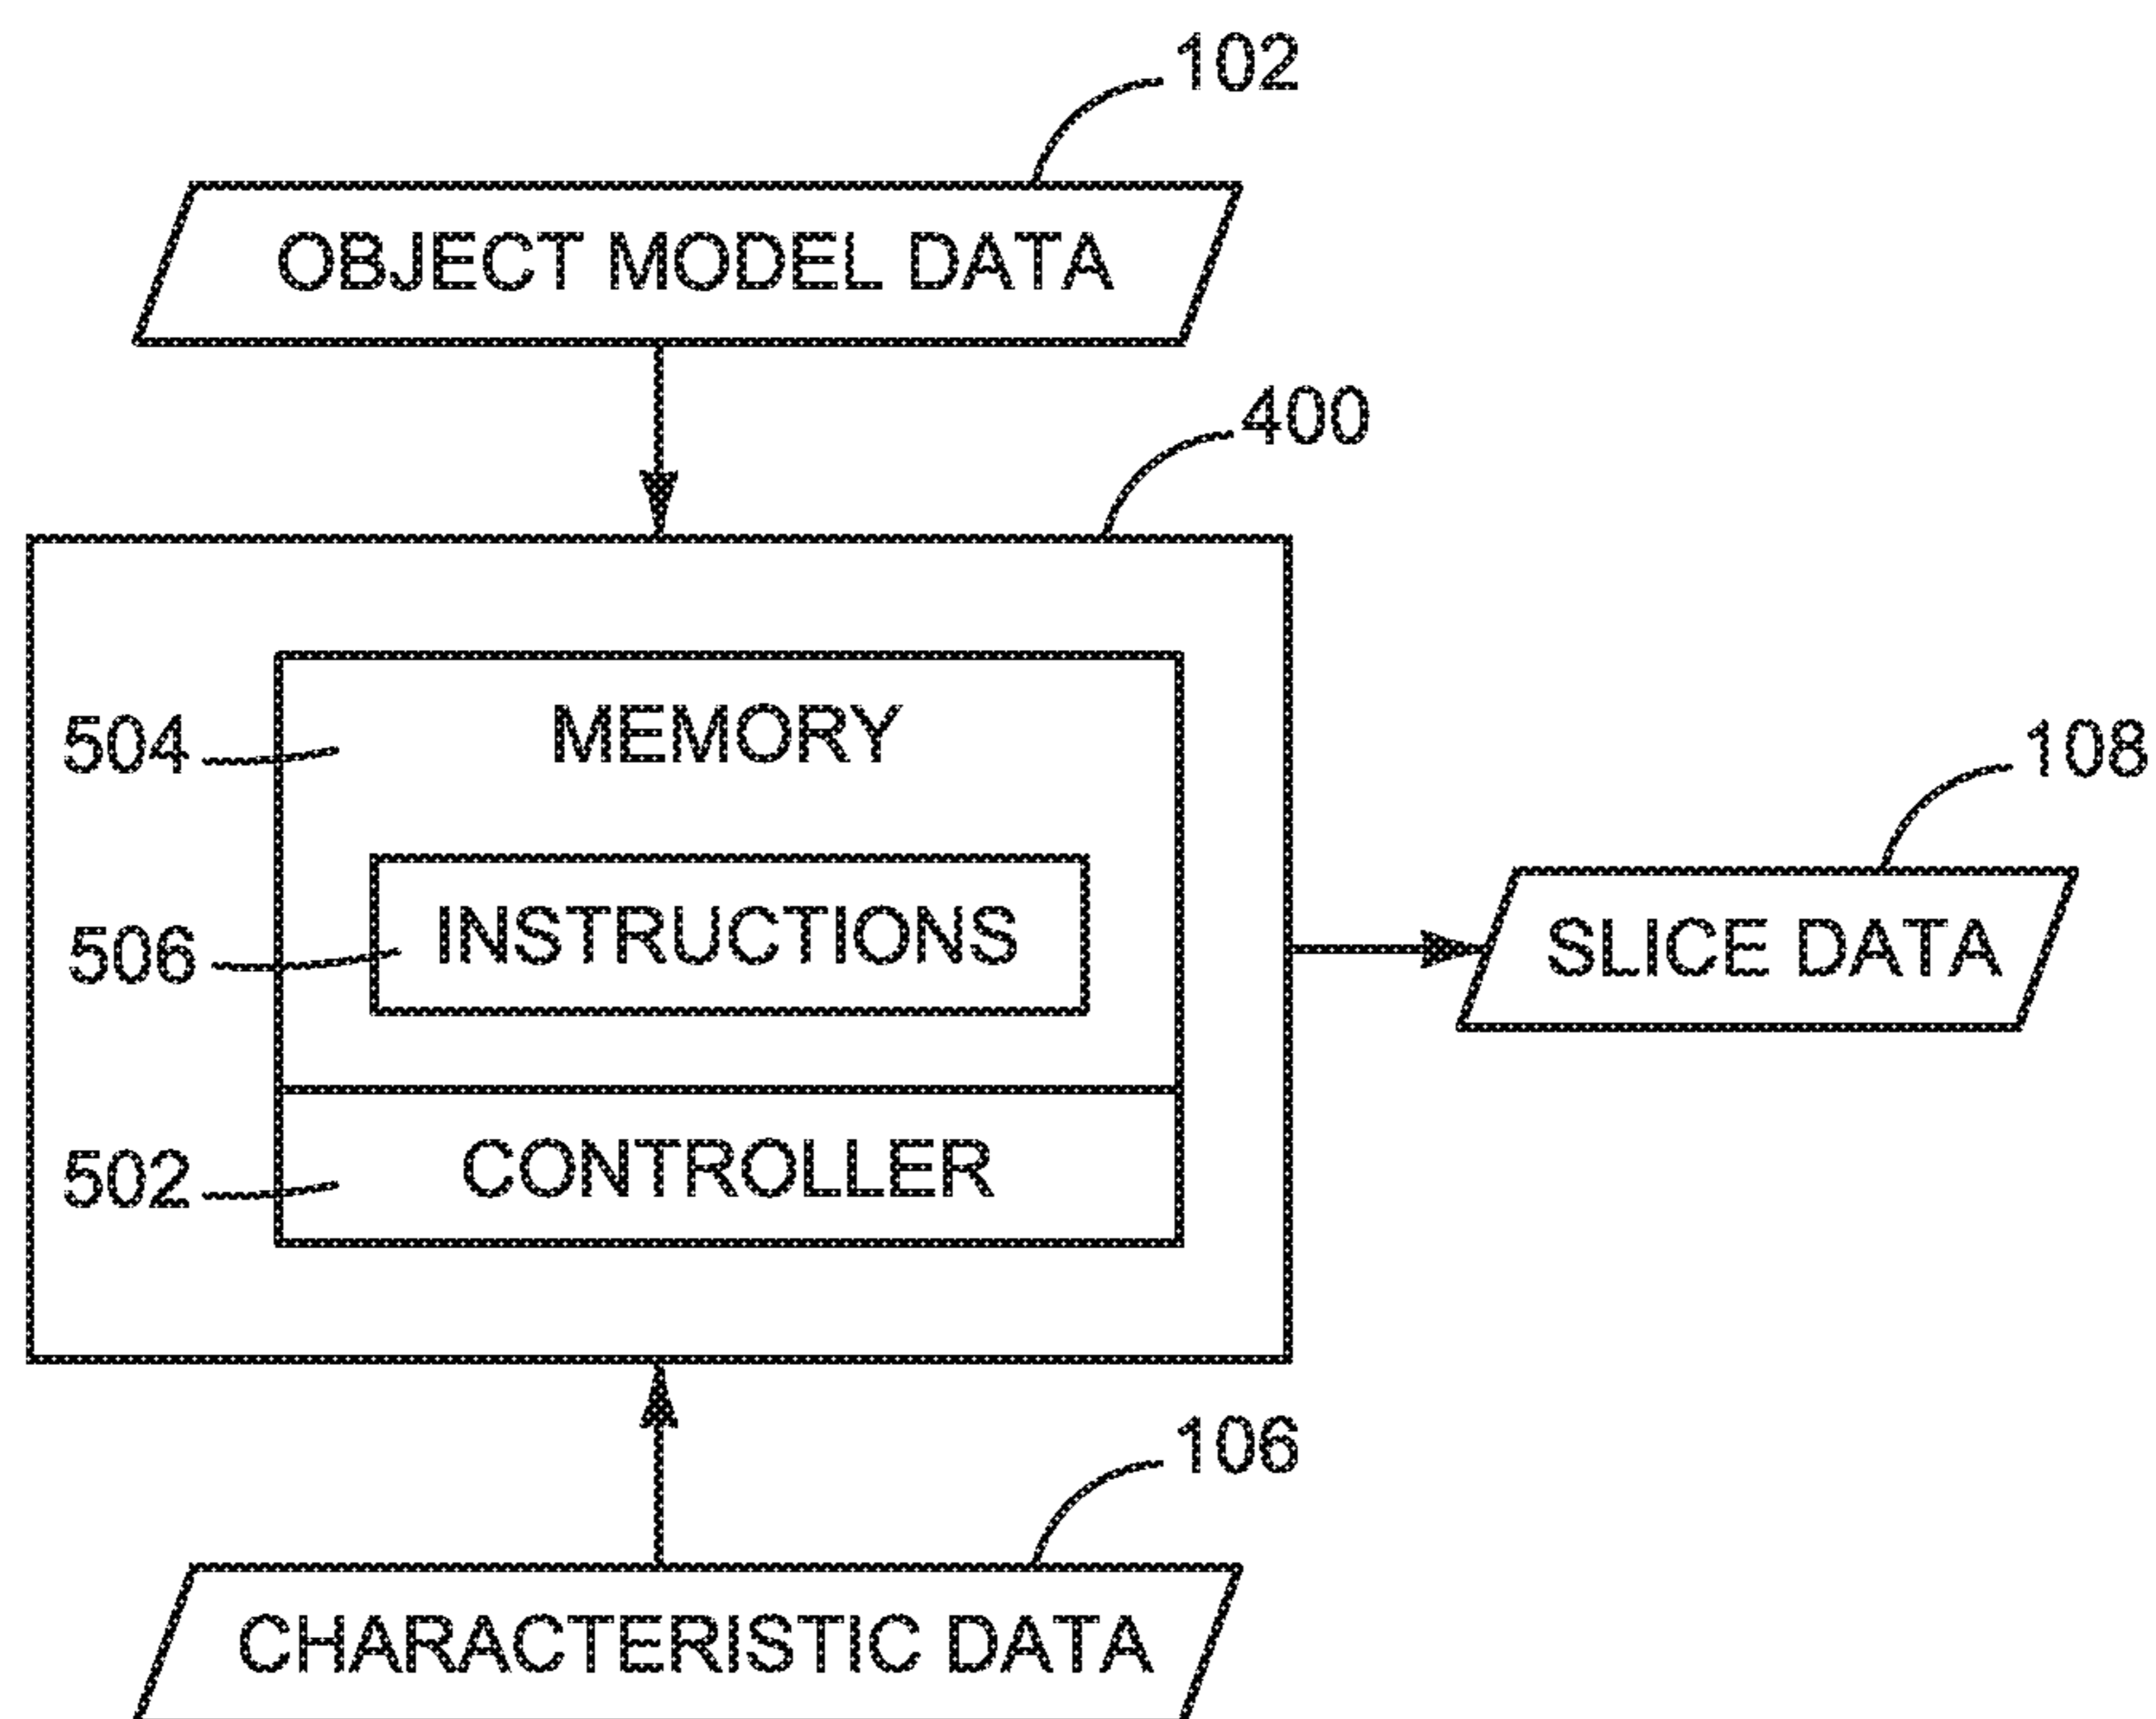 102
OBJECT MODEL DATA
400
504
MEMORY
108
506
INSTRUCTIONS
SLICE DATA
502
CONTROLLER
106
CHARACTERISTIC DATA